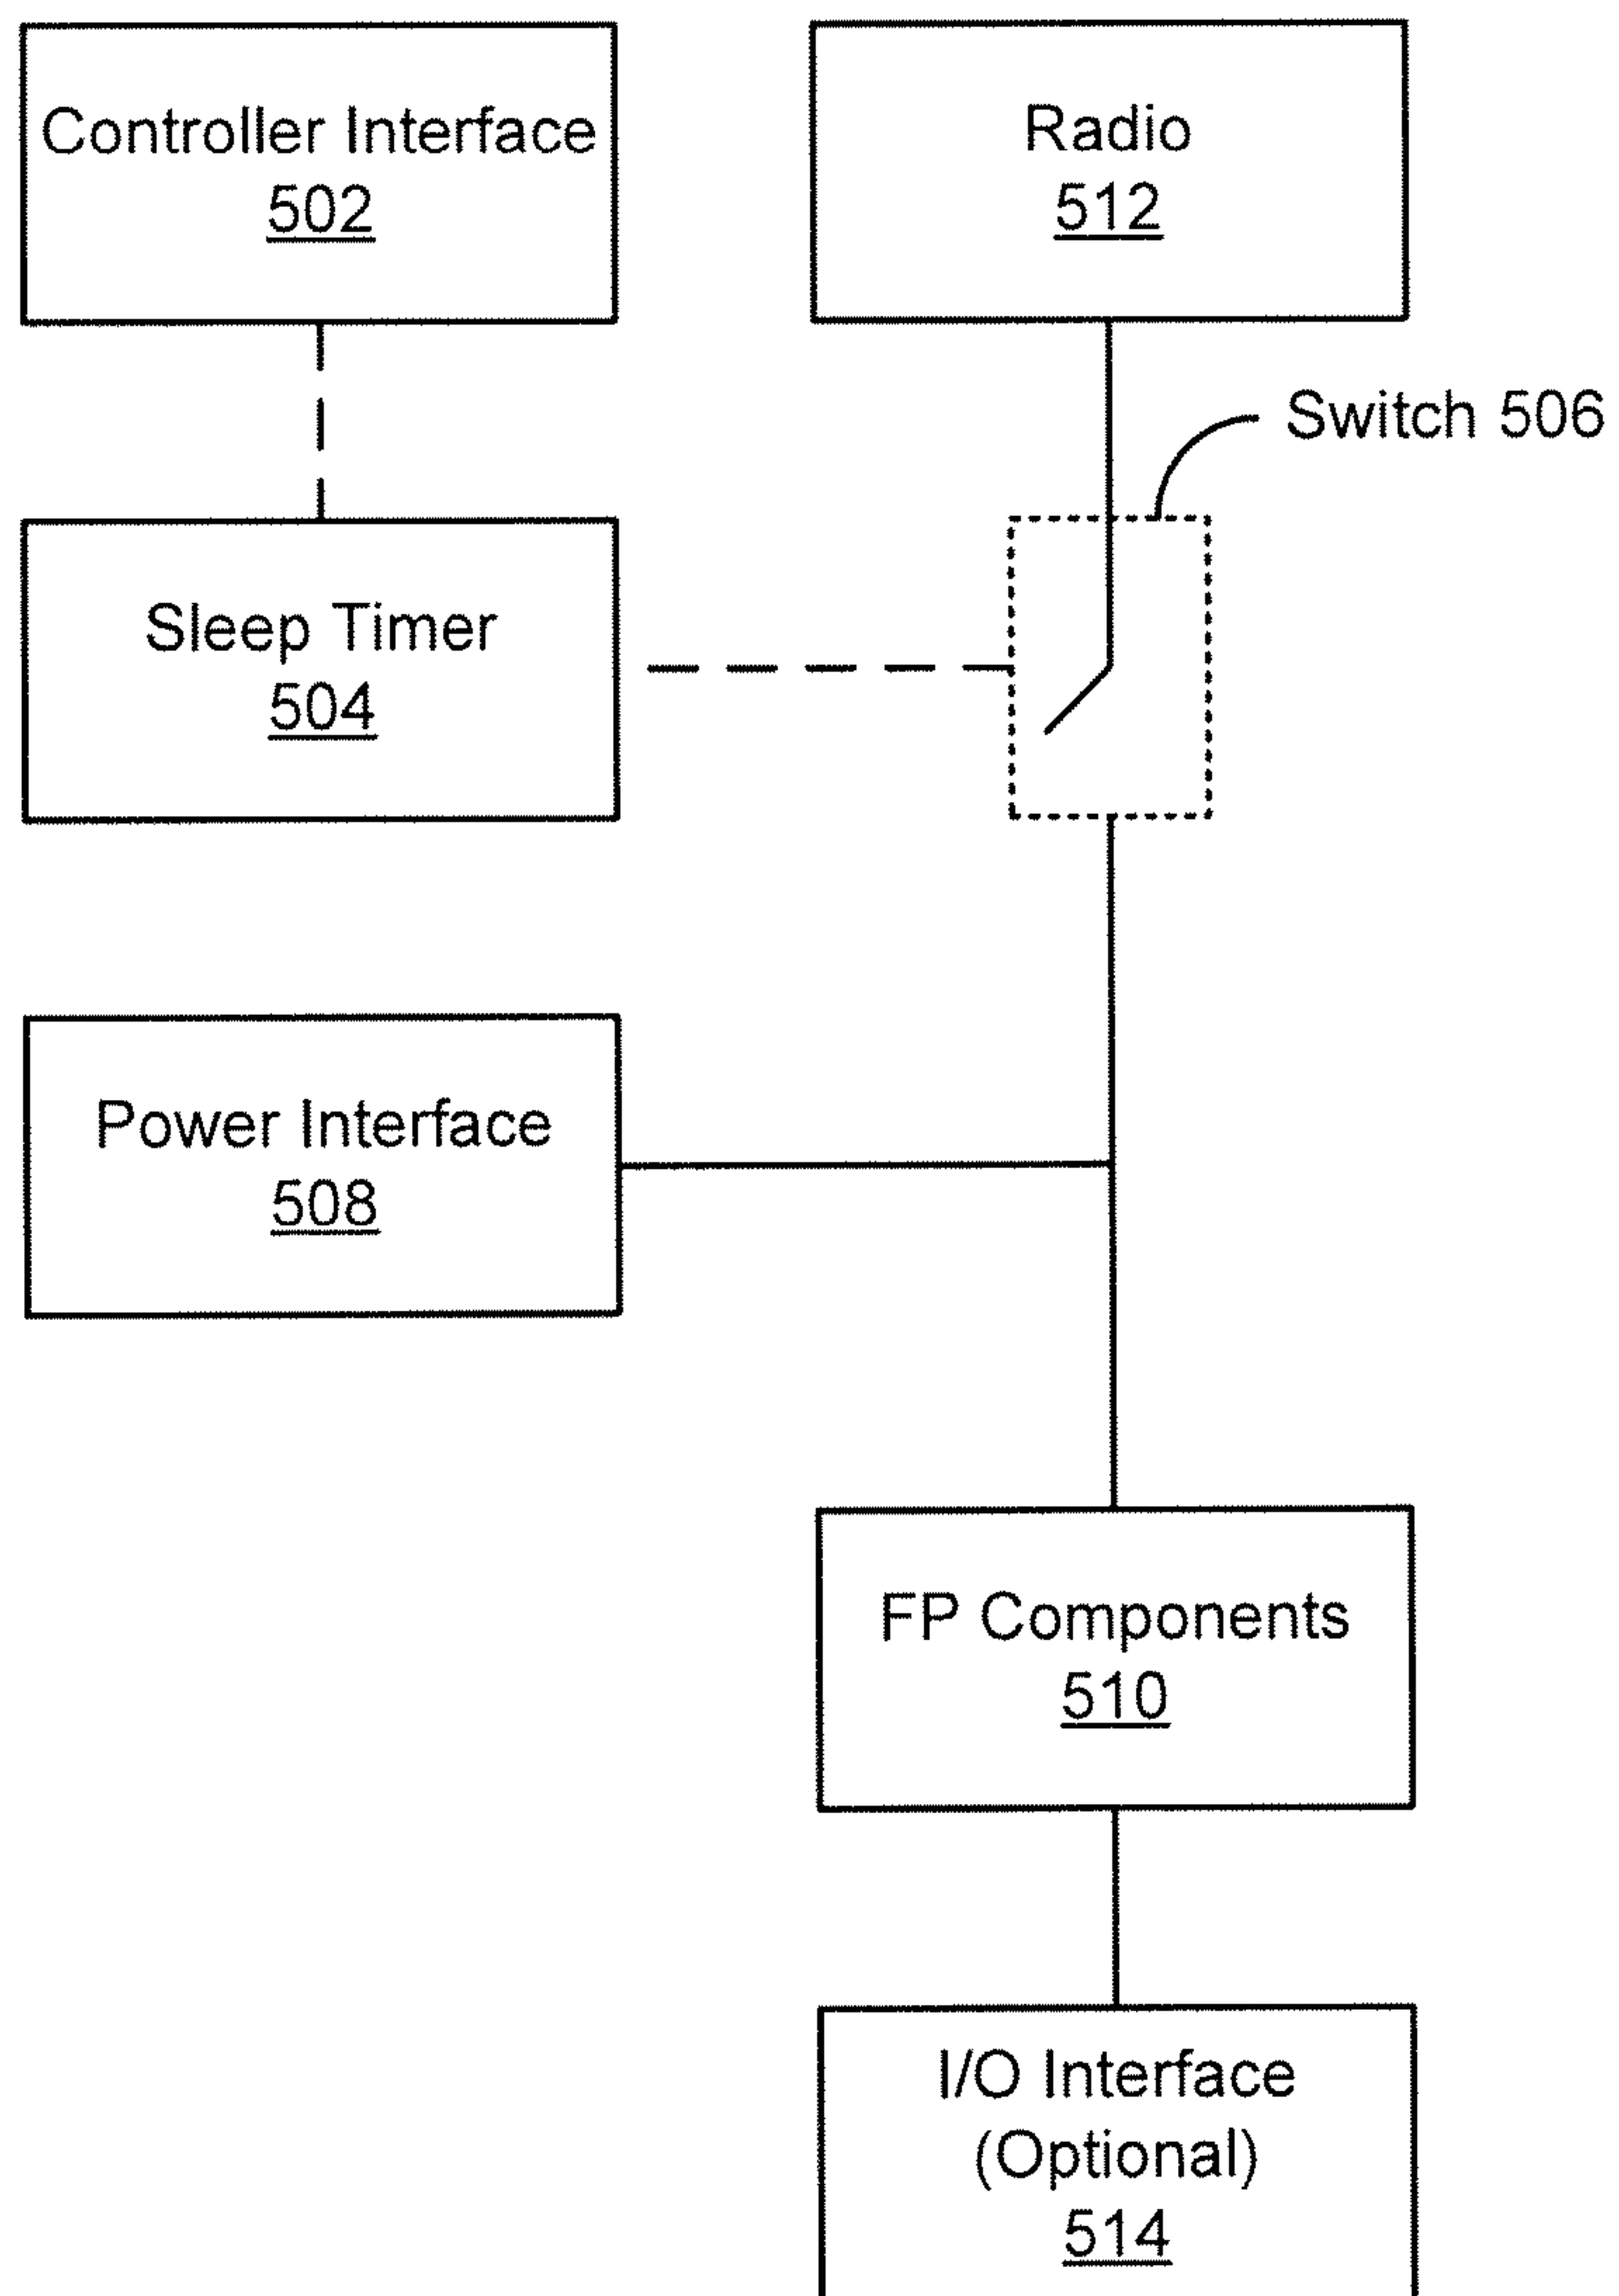 Controller Interface
502
Radio
512
Switch 506
Sleep Timer
504
Power Interface
508
FP Components
510
I/O Interface
(Optional)
514